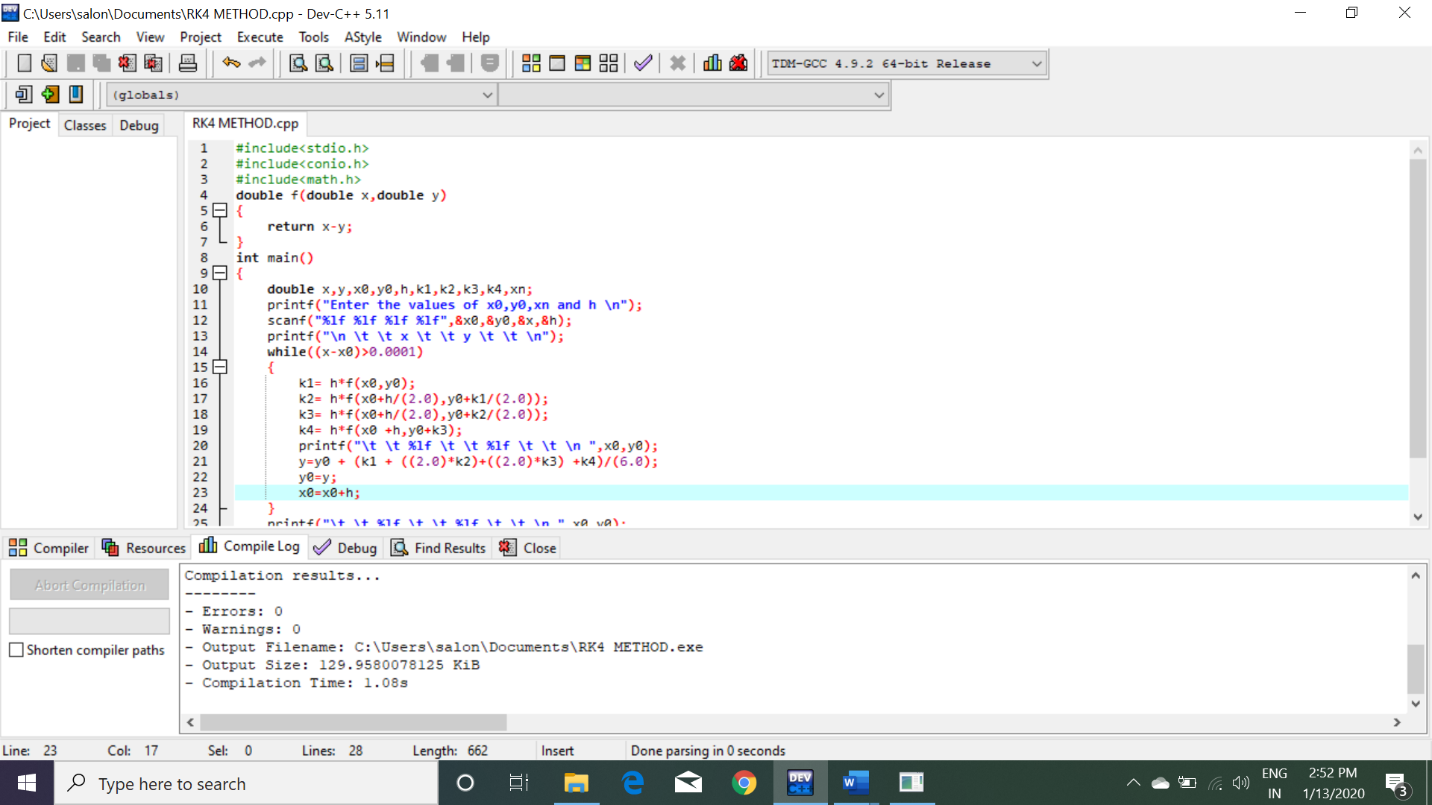 C:\Users\salon\Documents\RK4 METHOD.cpp - Dev-C++ 5.11
File Edit Search View Project Execute Tools AStyle Window Help
TDM-GCC 4.9.2 64-bit Release
(globals)
Project Classes Debug RK4 METHOD.cpp
1 #include<stdio.h>
2 #include<conio.h>
3 #include<math.h>
4 double f(double x,double y)
5 {
6 return x-y;
7 }
8 int main()
9 {
10 double x,y,x0,y0,h,k1,k2,k3,k4,xn;
11 printf("Enter the values of x0,y0,xn and h \n");
12 scanf("%lf %lf %lf %lf",&x0,&y0,&x,&h);
13 printf("\n \t \t x \t \t y \t \t \n");
14 while((x-x0)>0.0001)
15 {
16 k1= h*f(x0,y0);
17 k2= h*f(x0+h/(2.0),y0+k1/(2.0));
18 k3= h*f(x0+h/(2.0),y0+k2/(2.0));
19 k4= h*f(x0 +h,y0+k3);
20 printf("\t \t %lf \t \t %lf \t \t \n ",x0,y0);
21 y=y0 + (k1 + ((2.0)*k2)+((2.0)*k3) +k4)/(6.0);
22 y0=y;
23 x0=x0+h;
24 }
25 printf("\t \t %lf \t \t %lf \t \t \n ",x0,y0);
Compiler Resources Compile Log Debug Find Results Close
Abort Compilation
Shorten compiler paths
Compilation results...
--------
- Errors: 0
- Warnings: 0
- Output Filename: C:\Users\salon\Documents\RK4 METHOD.exe
- Output Size: 129.9580078125 KiB
- Compilation Time: 1.08s
Line: 23 Col: 17 Sel: 0 Lines: 28 Length: 662 Insert Done parsing in 0 seconds
Type here to search
DEV C++
W
ENG
IN
2:52 PM
1/13/2020
3